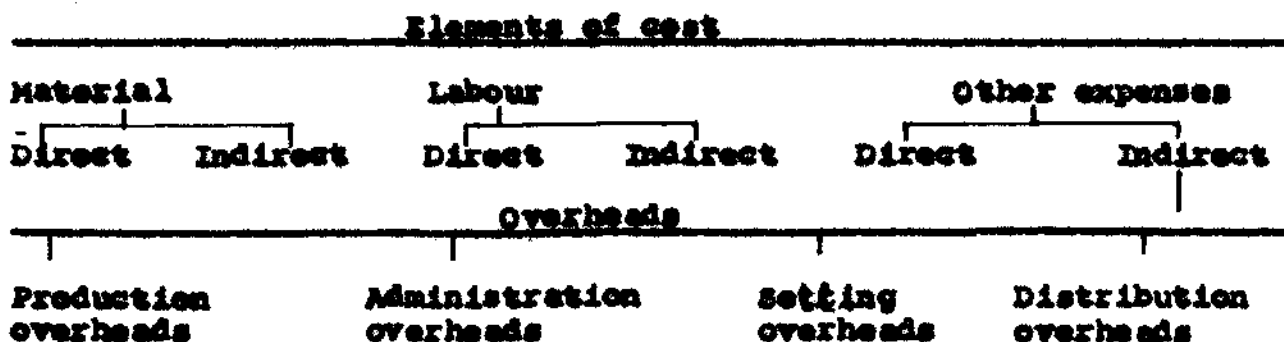 Elements of cost
Material Labour Other expenses
Direct Indirect Direct Indirect Direct Indirect
Overheads
Production Administration Setting Distribution
overheads overheads overheads overheads